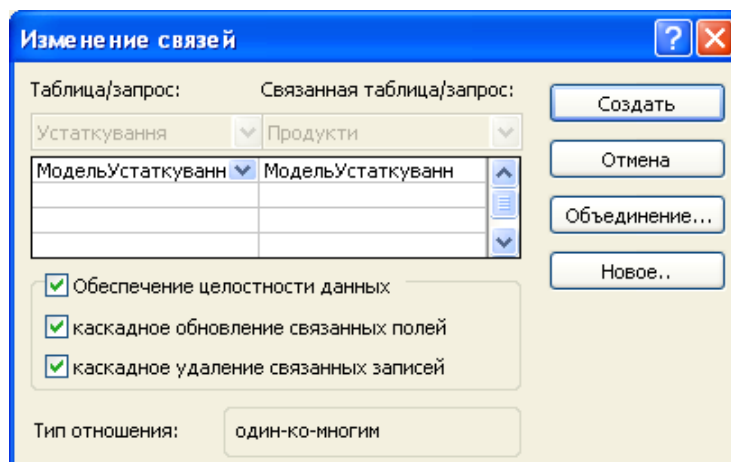 Изменение связей
Таблица/запрос: Связанная таблица/запрос:
Устаткування Продукти
МодельУстаткуванн МодельУстаткуванн
Обеспечение целостности данных
каскадное обновление связанных полей
каскадное удаление связанных записей
Тип отношения: один-ко-многим
Создать
Отмена
Объединение...
Новое..